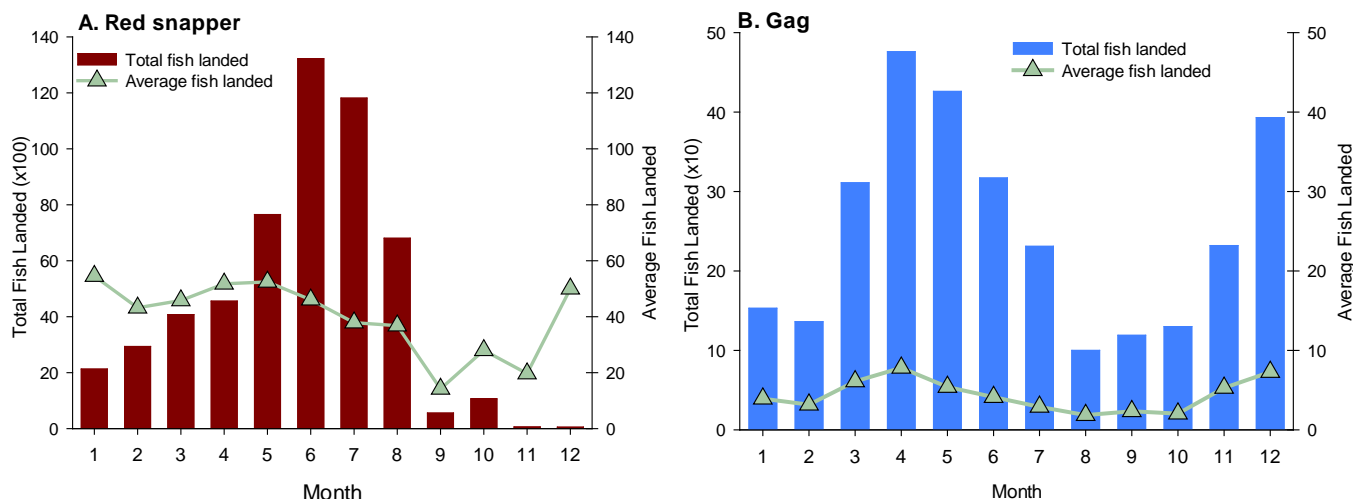 A. Red snapper
Total fish landed
Average fish landed
Total Fish Landed (x100)
140
120
100
80
60
40
20
0
140
120
100
80
60
40
20
0
Average Fish Landed
1 2 3 4 5 6 7 8 9 10 11 12
Month
B. Gag
Total fish landed
Average fish landed
Total Fish Landed (x10)
50
40
30
20
10
0
50
40
30
20
10
0
Average Fish Landed
1 2 3 4 5 6 7 8 9 10 11 12
Month